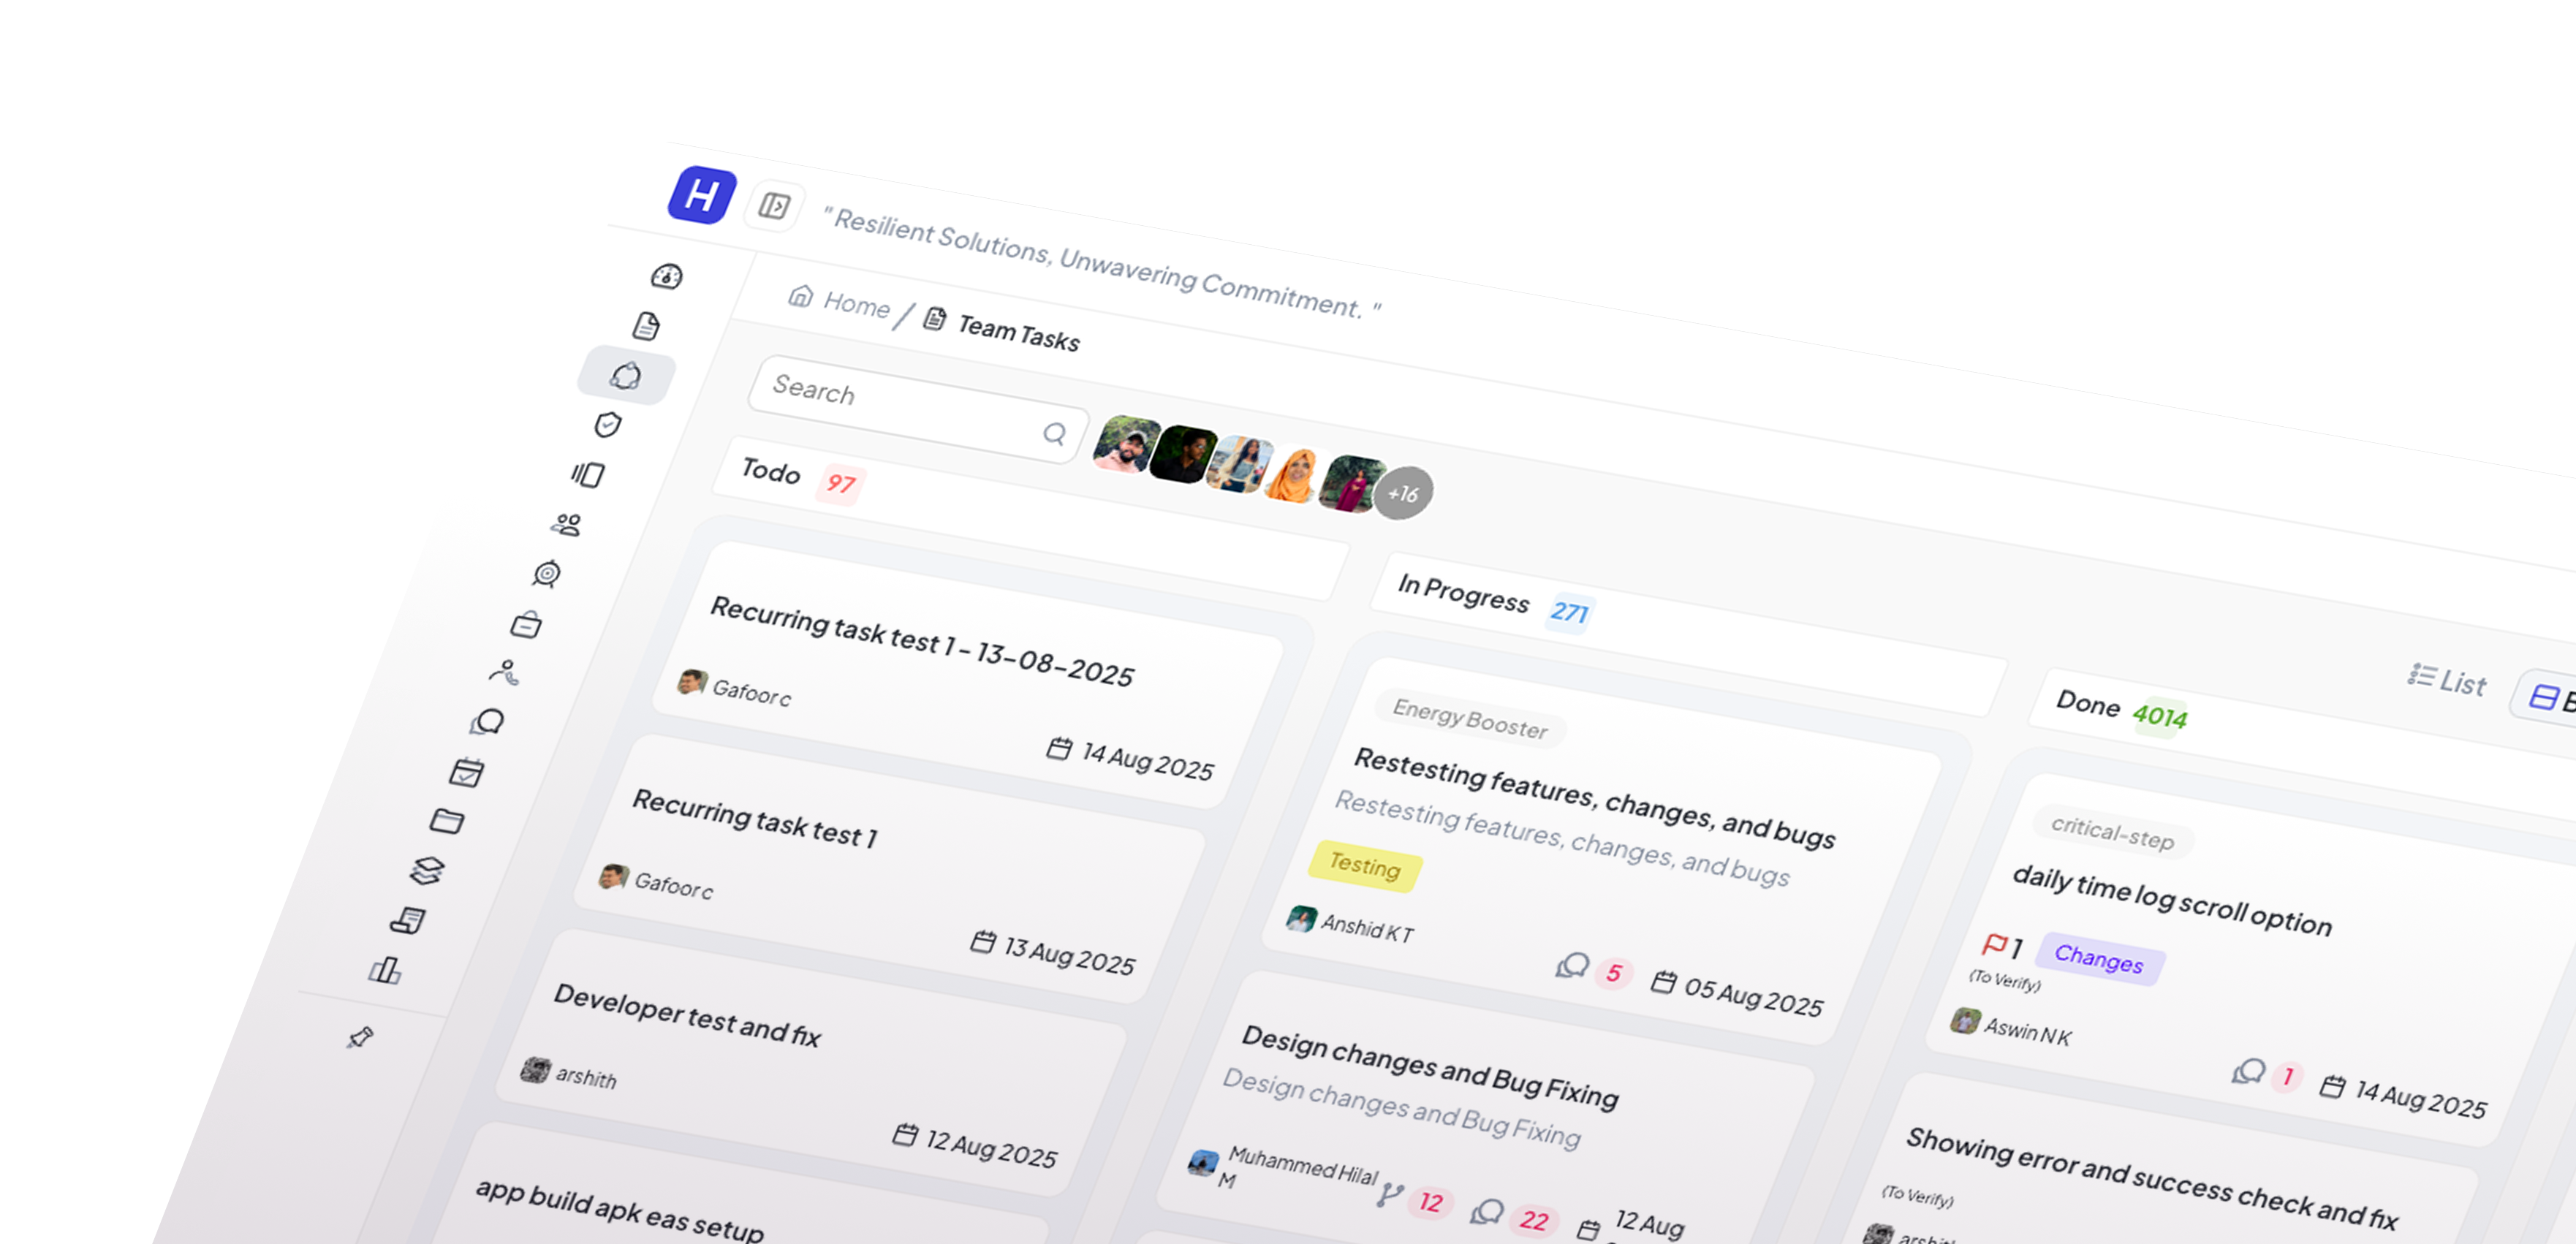 H
" Resilient Solutions, Unwavering Commitment. "
Home / Team Tasks
Search
+16
List
Todo 97
Recurring task test 1 - 13-08-2025
Gafoor c
14 Aug 2025
Recurring task test 1
Gafoor c
13 Aug 2025
Developer test and fix
arshith
12 Aug 2025
app build apk eas setup
In Progress 271
Energy Booster
Restesting features, changes, and bugs
Restesting features, changes, and bugs
Testing
Anshid K T
5
05 Aug 2025
Design changes and Bug Fixing
Design changes and Bug Fixing
Muhammed Hilal
M
12
22
12 Aug
Done 4014
critical-step
daily time log scroll option
1
Changes
(To Verify)
Aswin N K
1
14 Aug 2025
Showing error and success check and fix
(To Verify)